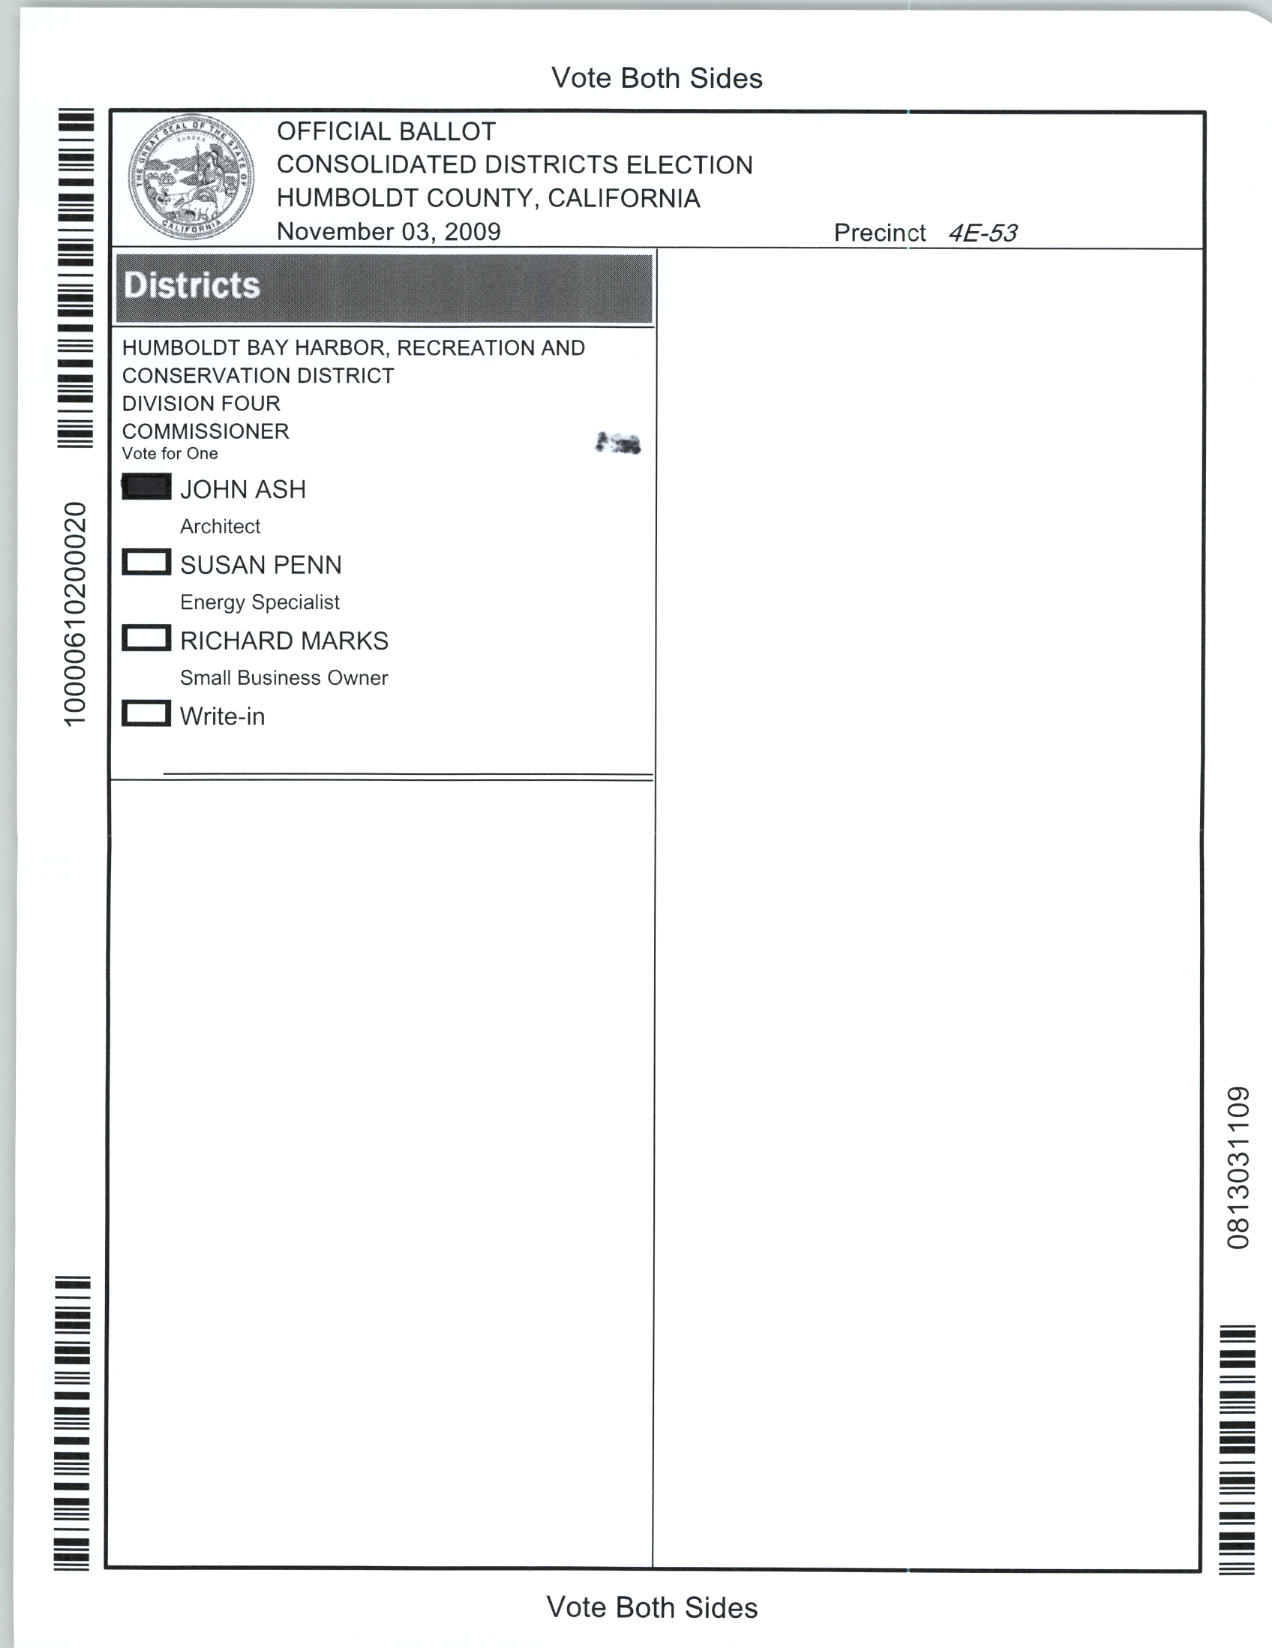 Vote Both Sides
THE GREAT SEAL OF THE STATE OF CALIFORNIA
EUREKA
OFFICIAL BALLOT
CONSOLIDATED DISTRICTS ELECTION
HUMBOLDT COUNTY, CALIFORNIA
November 03, 2009
Precinct 4E-53
Districts
HUMBOLDT BAY HARBOR, RECREATION AND
CONSERVATION DISTRICT
DIVISION FOUR
COMMISSIONER
Vote for One
JOHN ASH
Architect
SUSAN PENN
Energy Specialist
RICHARD MARKS
Small Business Owner
Write-in
10000610200020
0813031109
Vote Both Sides